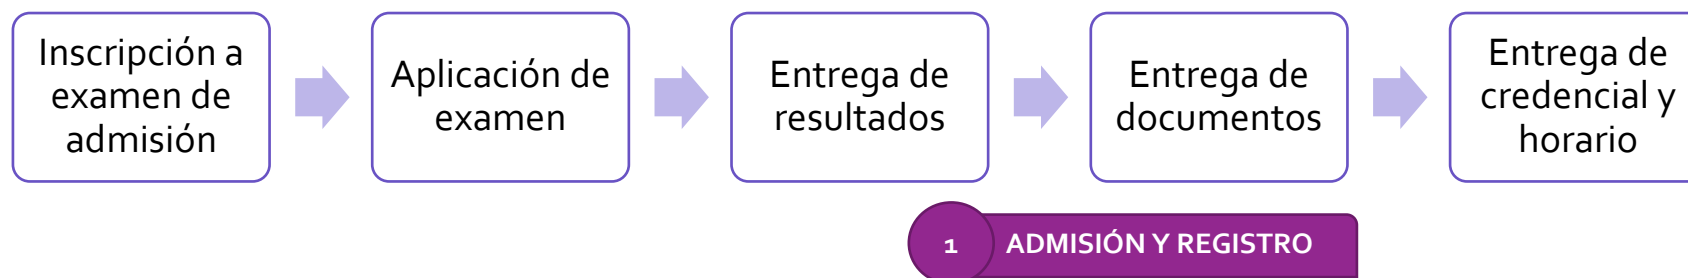 Inscripción a
examen de
admisión
Aplicación de
examen
Entrega de
resultados
Entrega de
documentos
Entrega de
credencial y
horario
1 ADMISIÓN Y REGISTRO